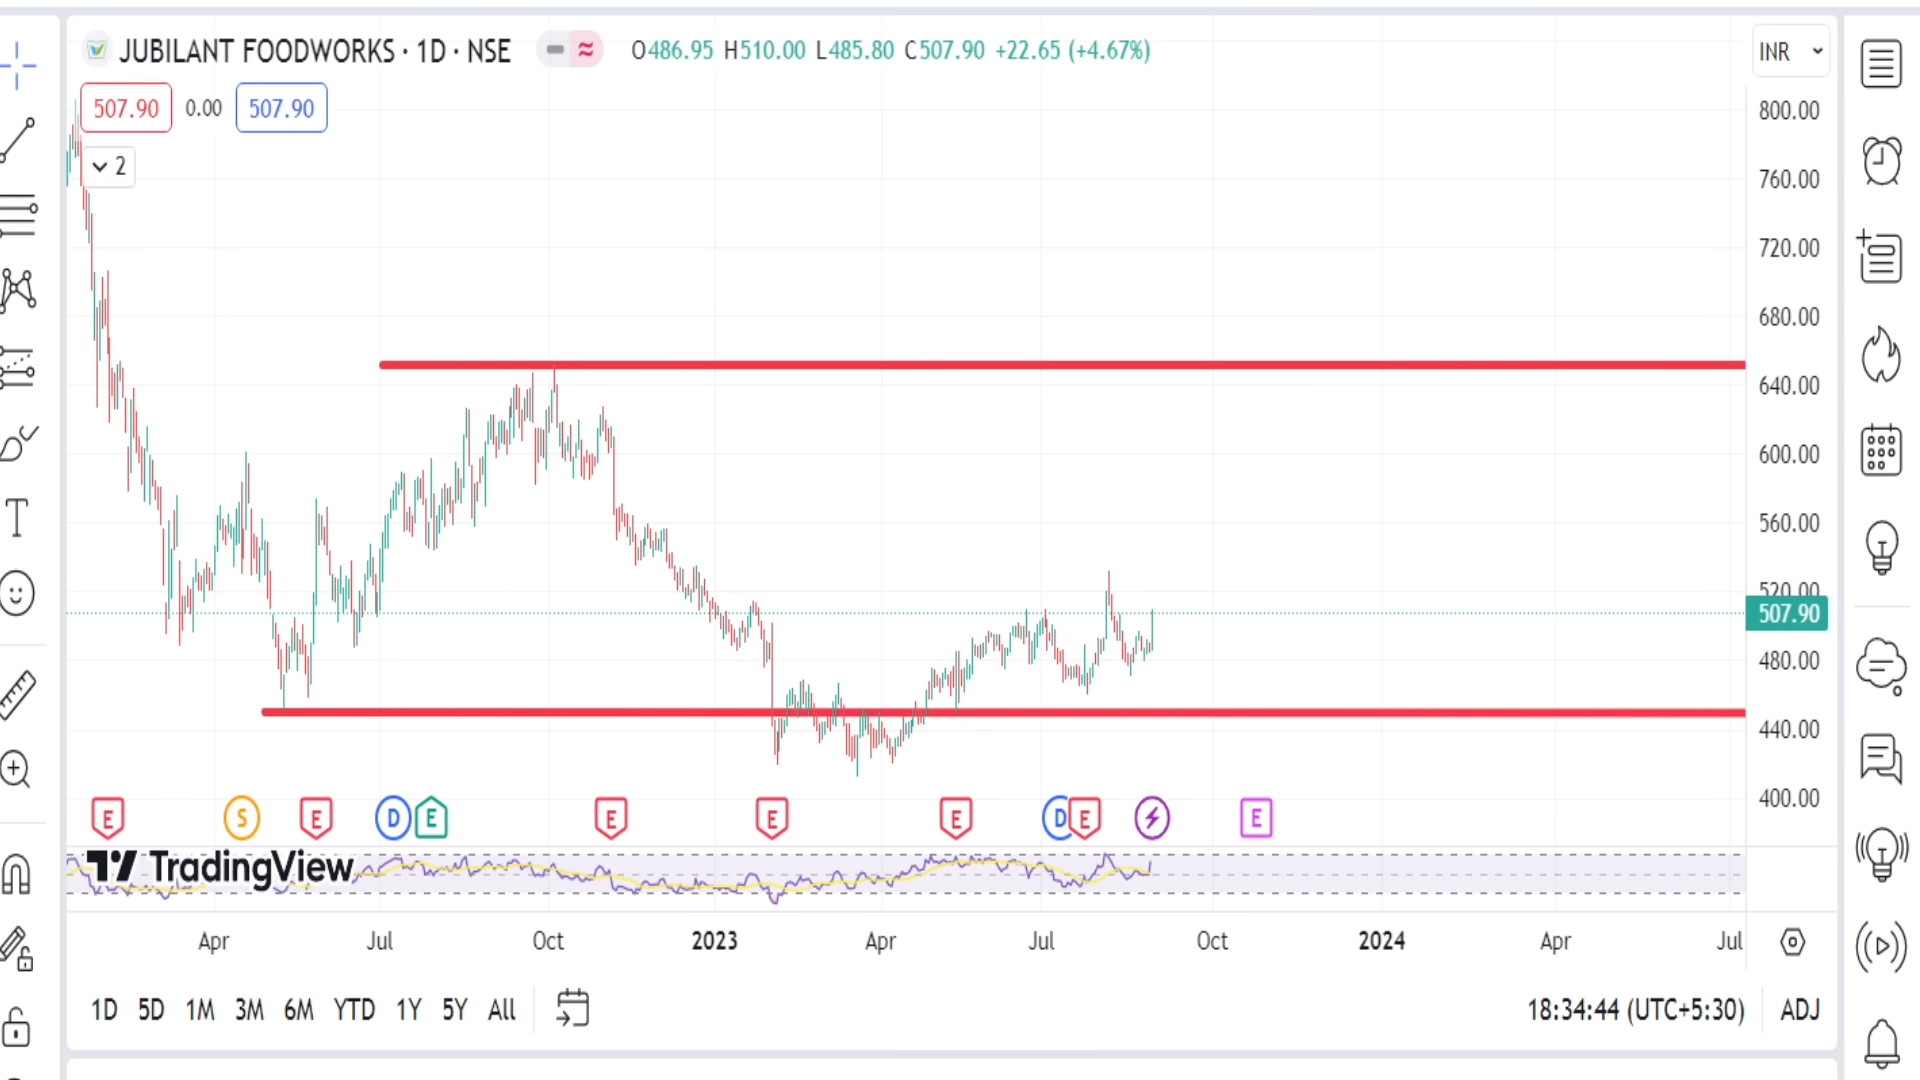 JUBILANT FOODWORKS · 1D · NSE O486.95 H510.00 L485.80 C507.90 +22.65 (+4.67%) INR
507.90 0.00 507.90
2
800.00
760.00
720.00
680.00
640.00
600.00
560.00
520.00
507.90
480.00
440.00
400.00
E S E D E E E E D E E
TradingView
Apr Jul Oct 2023 Apr Jul Oct 2024 Apr Jul
1D 5D 1M 3M 6M YTD 1Y 5Y All 18:34:44 (UTC+5:30) ADJ